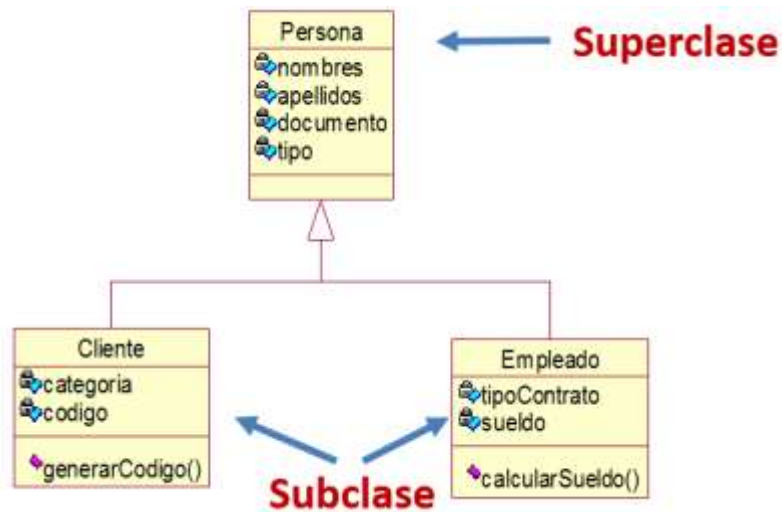 Persona
Superclase
nombres
apellidos
documento
tipo
Cliente
categoria
codigo
generarCodigo()
Empleado
tipoContrato
sueldo
calcularSueldo()
Subclase